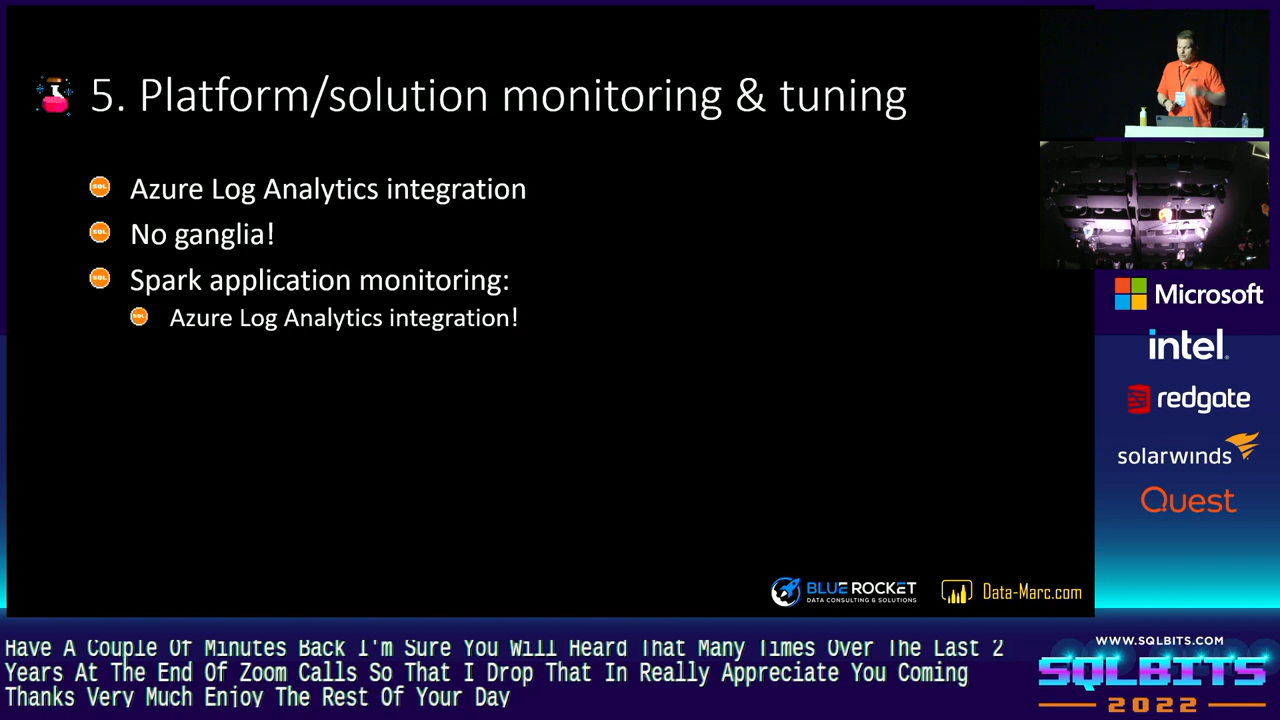 5. Platform/solution monitoring & tuning
SQL Azure Log Analytics integration
SQL No ganglia!
SQL Spark application monitoring:
SQL Azure Log Analytics integration!
BLUE ROCKET
DATA CONSULTING & SOLUTIONS
Data-Marc.com
Microsoft
intel.
redgate
solarwinds
Quest
Have A Couple Of Minutes Back I'm Sure You Will Heard That Many Times Over The Last 2
Years At The End Of Zoom Calls So That I Drop That In Really Appreciate You Coming
Thanks Very Much Enjoy The Rest Of Your Day
WWW.SQLBITS.COM
SQLBITS
2022